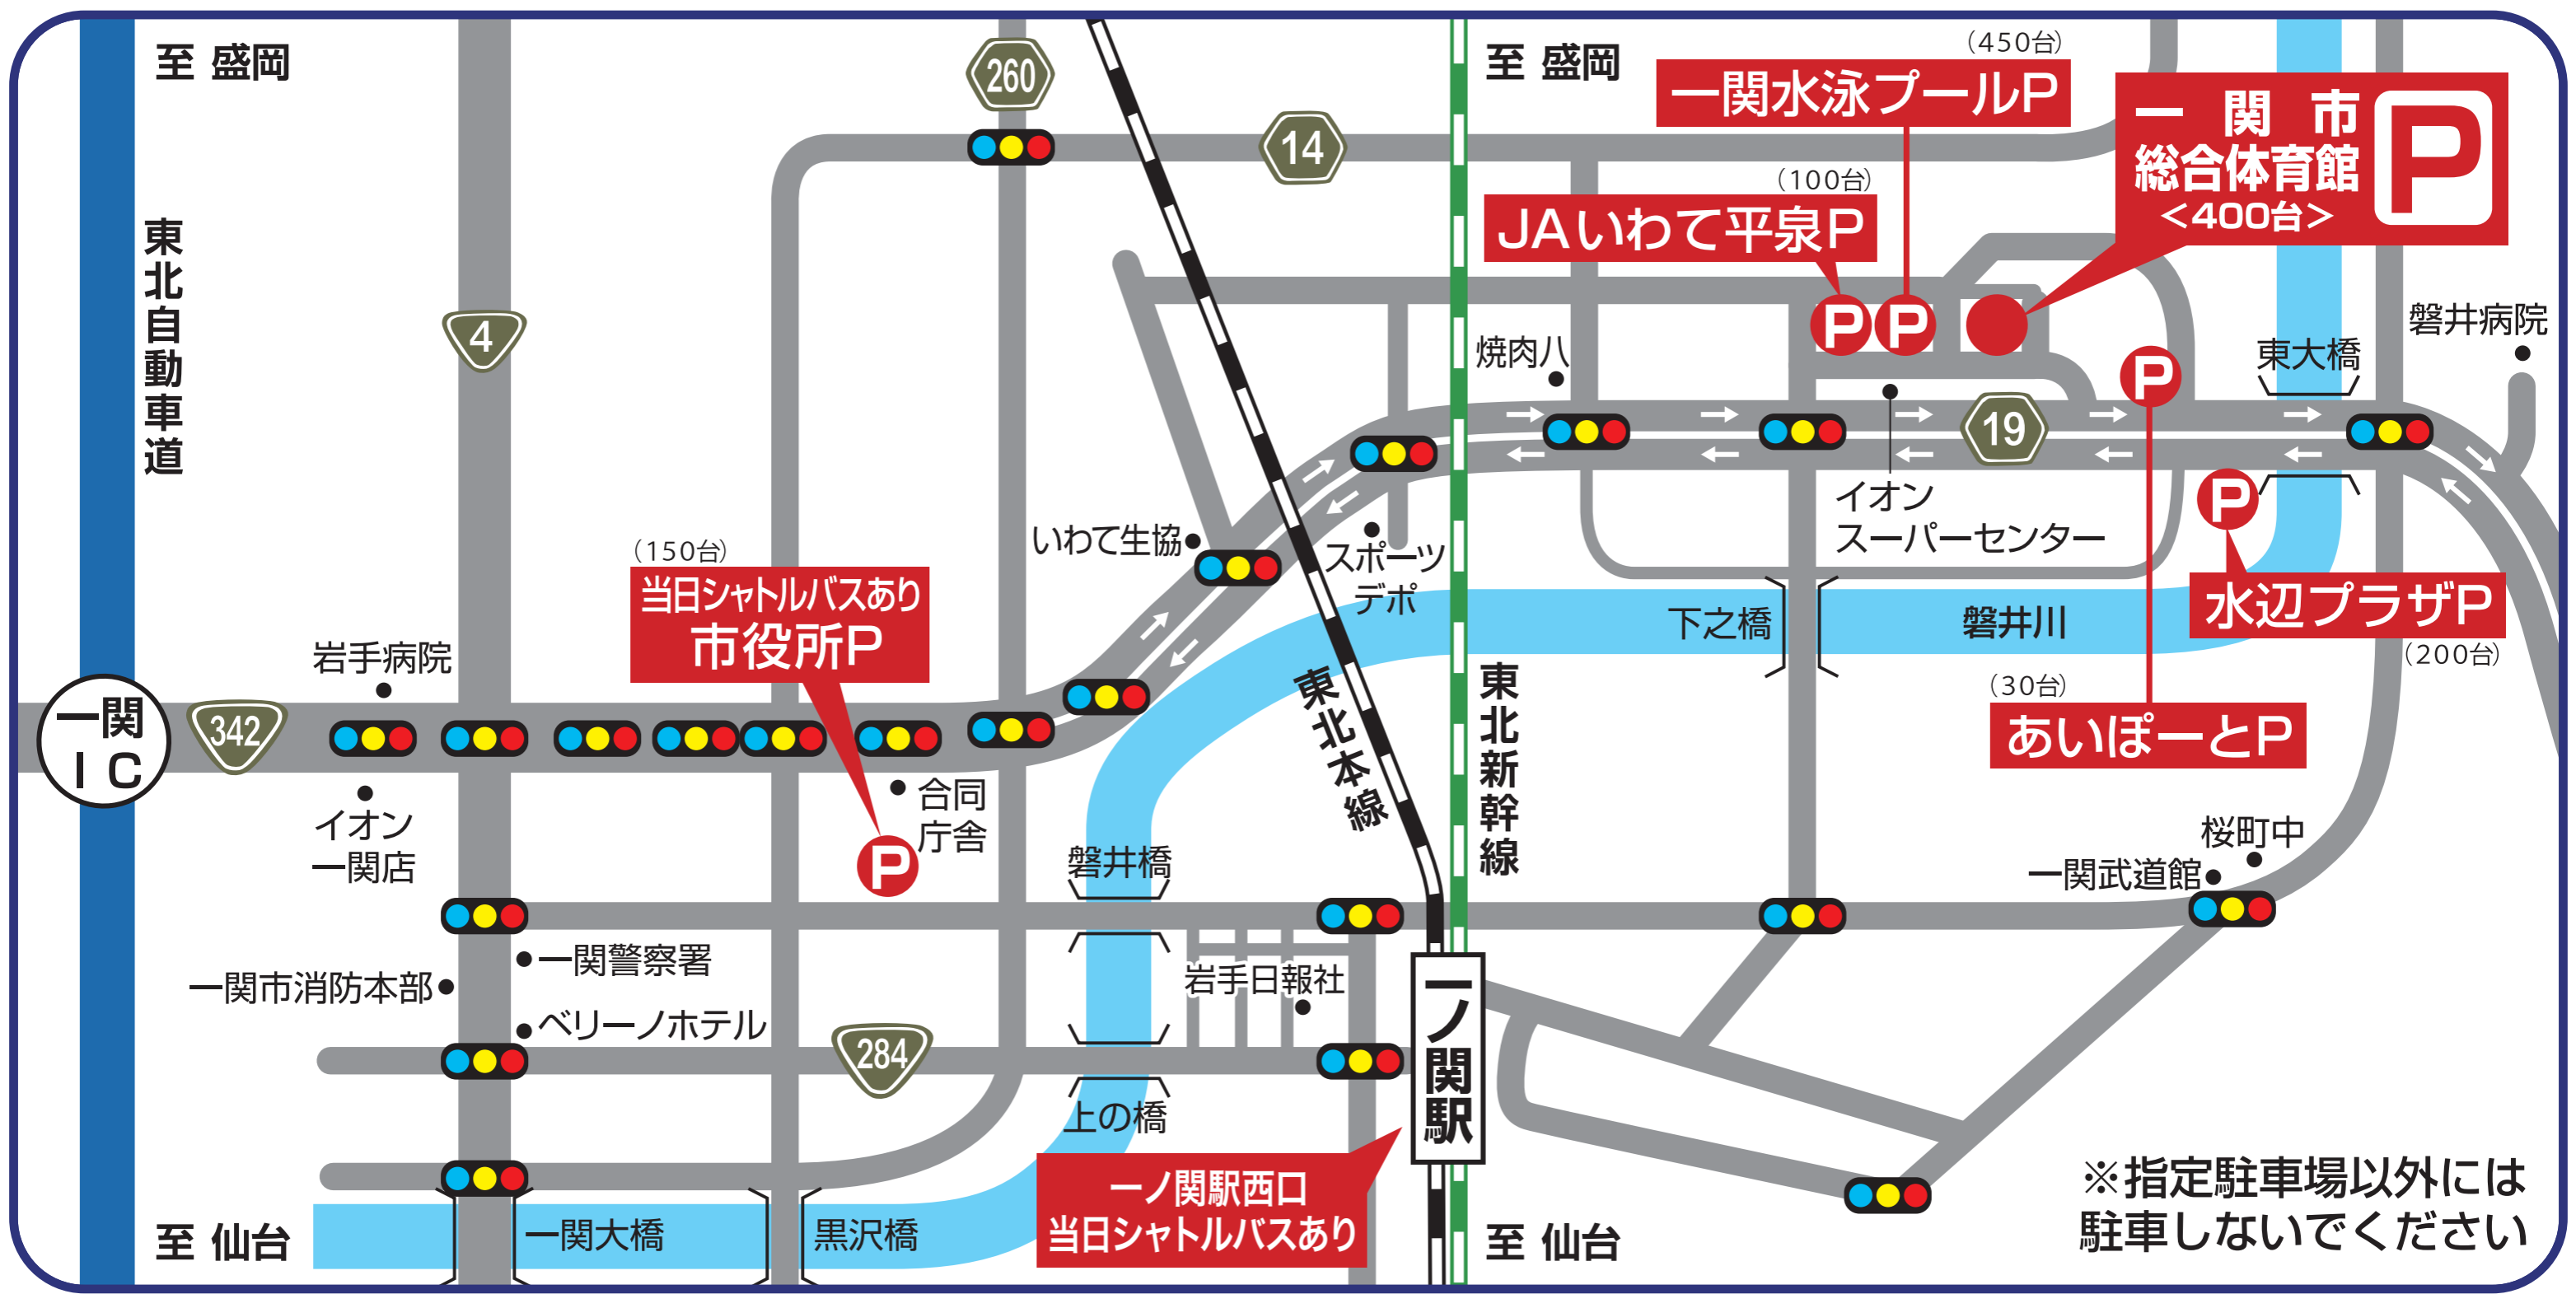 至 盛岡
260
14
至 盛岡
（450台）
一関水泳プールP
一関市
総合体育館
＜400台＞
P
（100台）
JAいわて平泉P
東北自動車道
4
P
P
磐井病院
焼肉八
東大橋
P
19
イオン
スーパーセンター
P
いわて生協
スポーツ
デポ
（150台）
当日シャトルバスあり
市役所P
下之橋
磐井川
水辺プラザP
（200台）
岩手病院
東北本線
東北新幹線
（30台）
あいぽーとP
一関
IC
342
イオン
一関店
合同
庁舎
P
磐井橋
桜町中
一関武道館
一関警察署
一関市消防本部
岩手日報社
ベリーノホテル
284
一ノ関駅
上の橋
一ノ関駅西口
当日シャトルバスあり
至 仙台
一関大橋
黒沢橋
至 仙台
※指定駐車場以外には
駐車しないでください